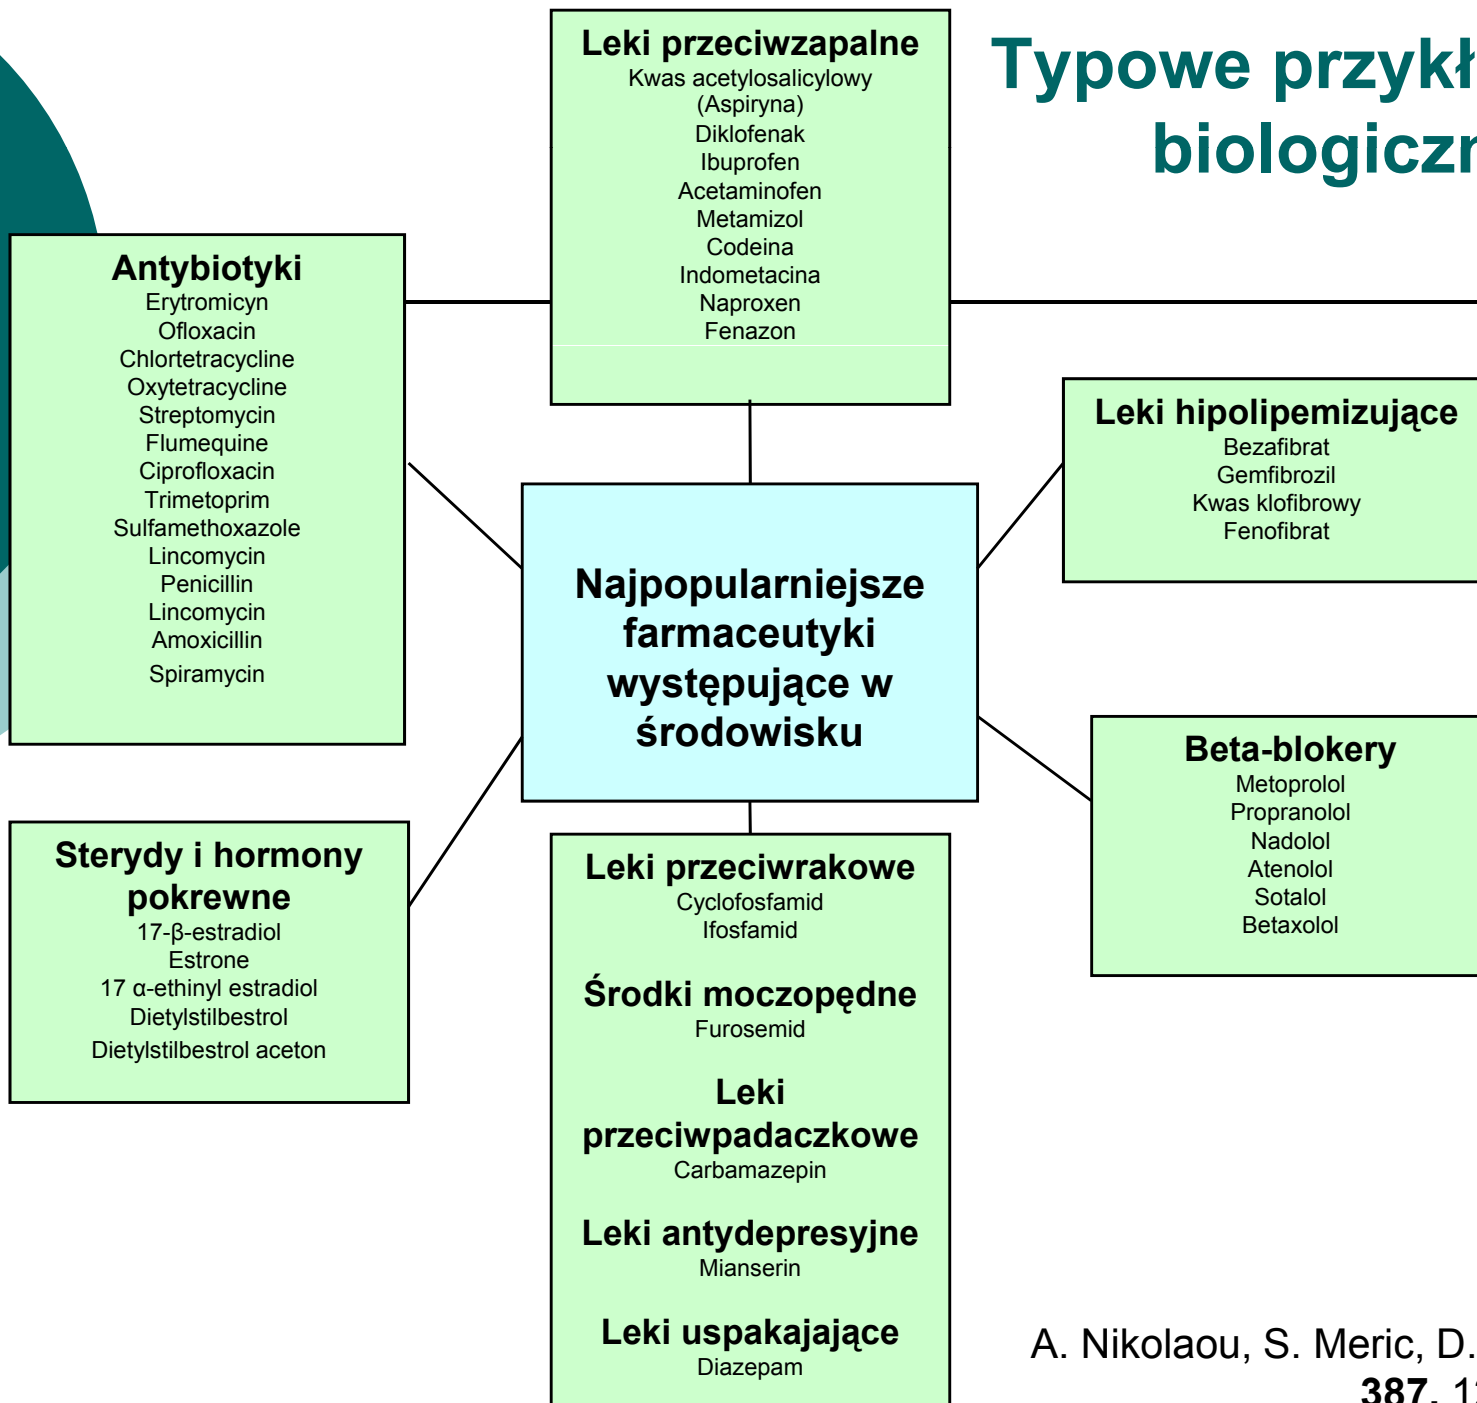 Typowe przykł
biologiczn
Leki przeciwzapalne
Kwas acetylosalicylowy
(Aspiryna)
Diklofenak
Ibuprofen
Acetaminofen
Metamizol
Codeina
Indometacina
Naproxen
Fenazon
Antybiotyki
Erytromicyn
Ofloxacin
Chlortetracycline
Oxytetracycline
Streptomycin
Flumequine
Ciprofloxacin
Trimetoprim
Sulfamethoxazole
Lincomycin
Penicillin
Lincomycin
Amoxicillin
Spiramycin
Leki hipolipemizujące
Bezafibrat
Gemfibrozil
Kwas klofibrowy
Fenofibrat
Najpopularniejsze
farmaceutyki
występujące w
środowisku
Beta-blokery
Metoprolol
Propranolol
Nadolol
Atenolol
Sotalol
Betaxolol
Sterydy i hormony
pokrewne
17-β-estradiol
Estrone
17 α-ethinyl estradiol
Dietylstilbestrol
Dietylstilbestrol aceton
Leki przeciwrakowe
Cyclofosfamid
Ifosfamid
Środki moczopędne
Furosemid
Leki
przeciwpadaczkowe
Carbamazepin
Leki antydepresyjne
Mianserin
Leki uspakajające
Diazepam
A. Nikolaou, S. Meric, D.
387,